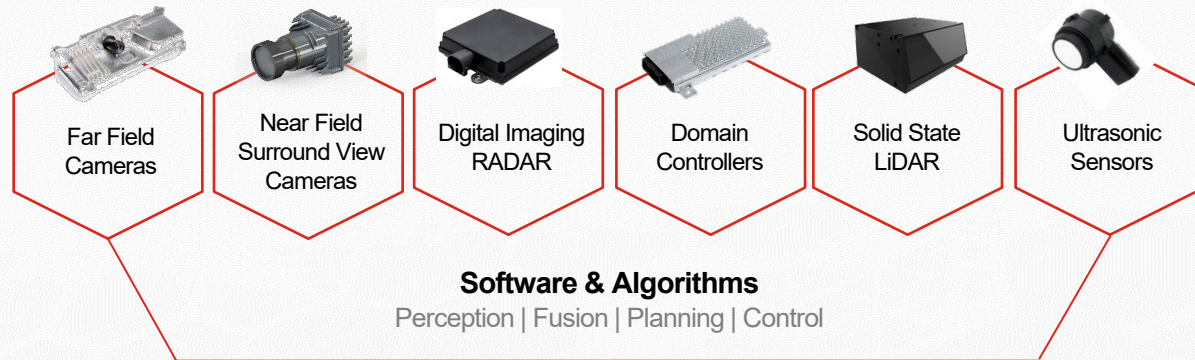 Far Field
Cameras
Near Field
Surround View
Cameras
Digital Imaging
RADAR
Domain
Controllers
Solid State
LiDAR
Ultrasonic
Sensors
Software & Algorithms
Perception | Fusion | Planning | Control